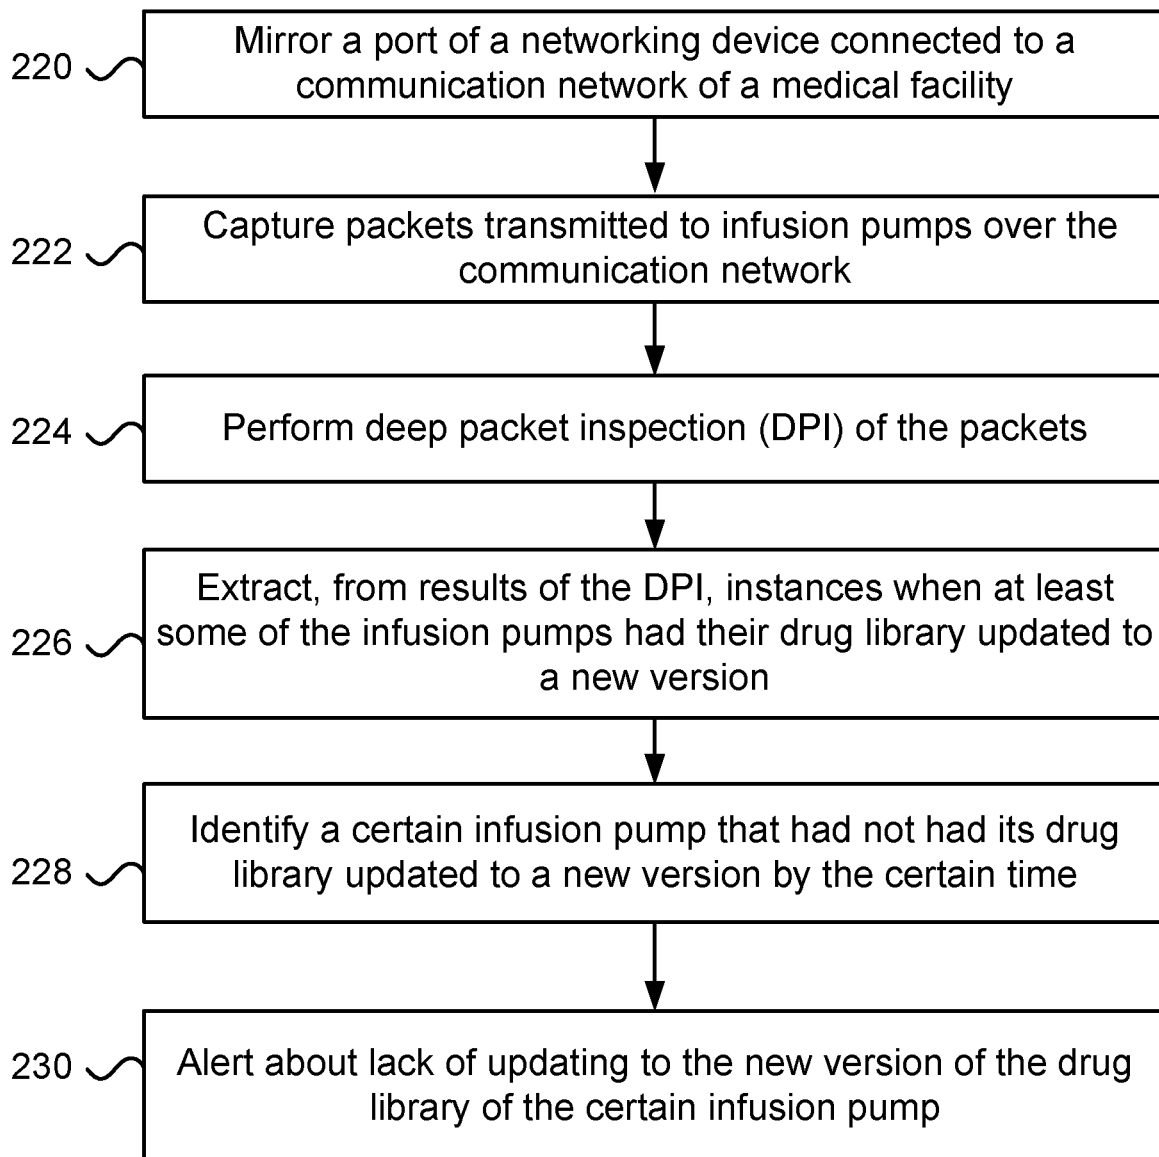 220
Mirror a port of a networking device connected to a
communication network of a medical facility
222
Capture packets transmitted to infusion pumps over the
communication network
224
Perform deep packet inspection (DPI) of the packets
226
Extract, from results of the DPI, instances when at least
some of the infusion pumps had their drug library updated to
a new version
228
Identify a certain infusion pump that had not had its drug
library updated to a new version by the certain time
230
Alert about lack of updating to the new version of the drug
library of the certain infusion pump